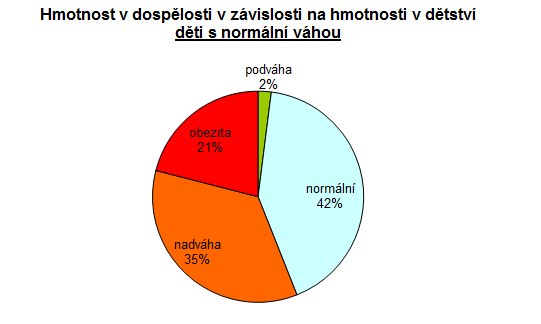 Hmotnost v dospělosti v závislosti na hmotnosti v dětství
děti s normální váhou
podváha
2%
obezita
21%
normální
42%
nadváha
35%